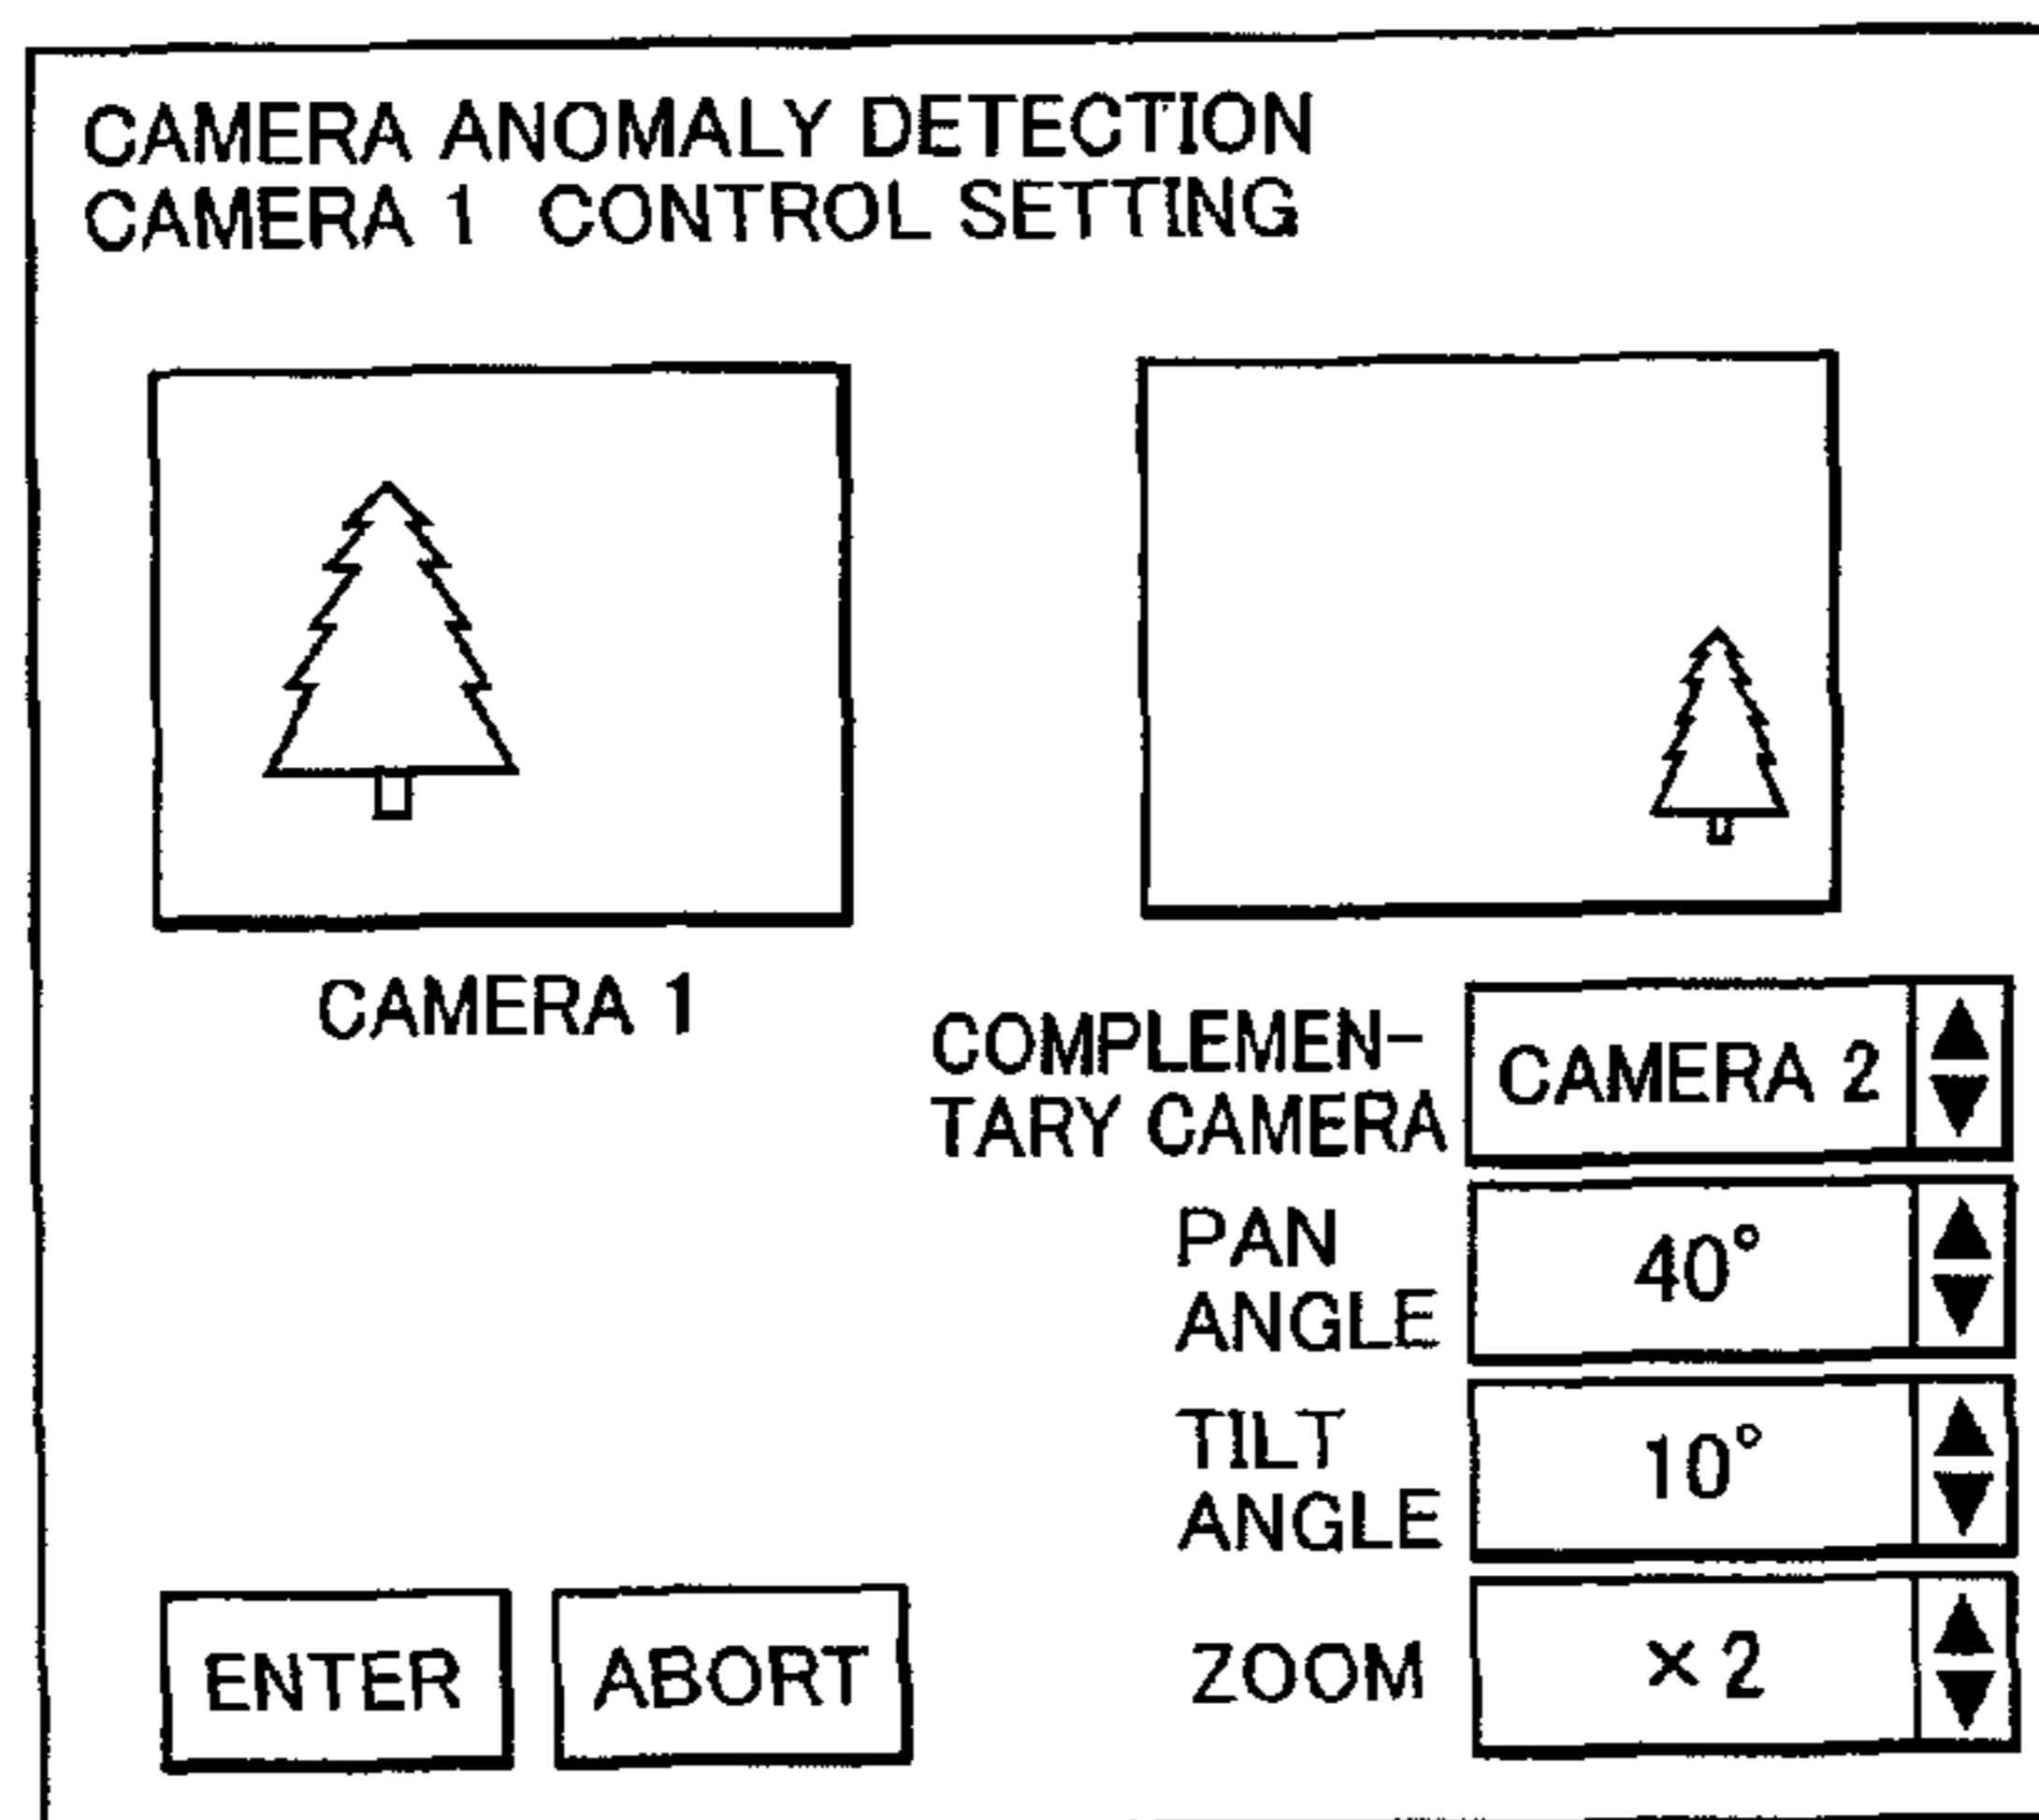 CAMERA ANOMALY DETECTION
CAMERA 1 CONTROL SETTING
CAMERA 1
COMPLEMEN-
TARY CAMERA
CAMERA 2
PAN
ANGLE
40°
TILT
ANGLE
10°
ZOOM
×2
ENTER
ABORT